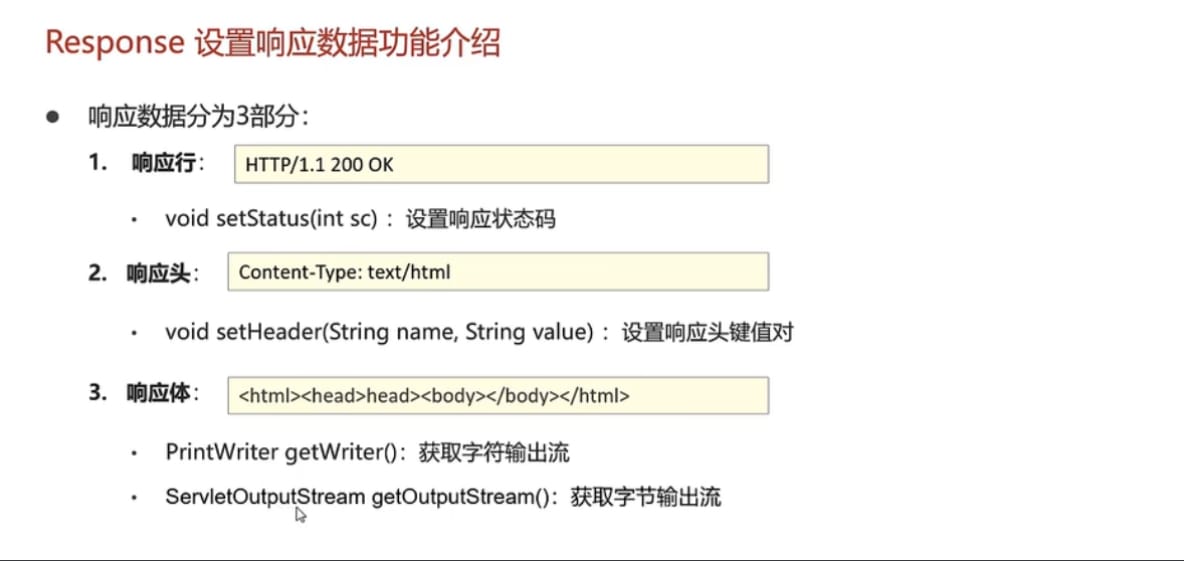 Response 设置响应数据功能介绍
● 响应数据分为3部分：
1. 响应行： HTTP/1.1 200 OK
• void setStatus(int sc) ：设置响应状态码
2. 响应头： Content-Type: text/html
• void setHeader(String name, String value) ：设置响应头键值对
3. 响应体： <html><head>head><body></body></html>
• PrintWriter getWriter()：获取字符输出流
• ServletOutputStream getOutputStream()：获取字节输出流